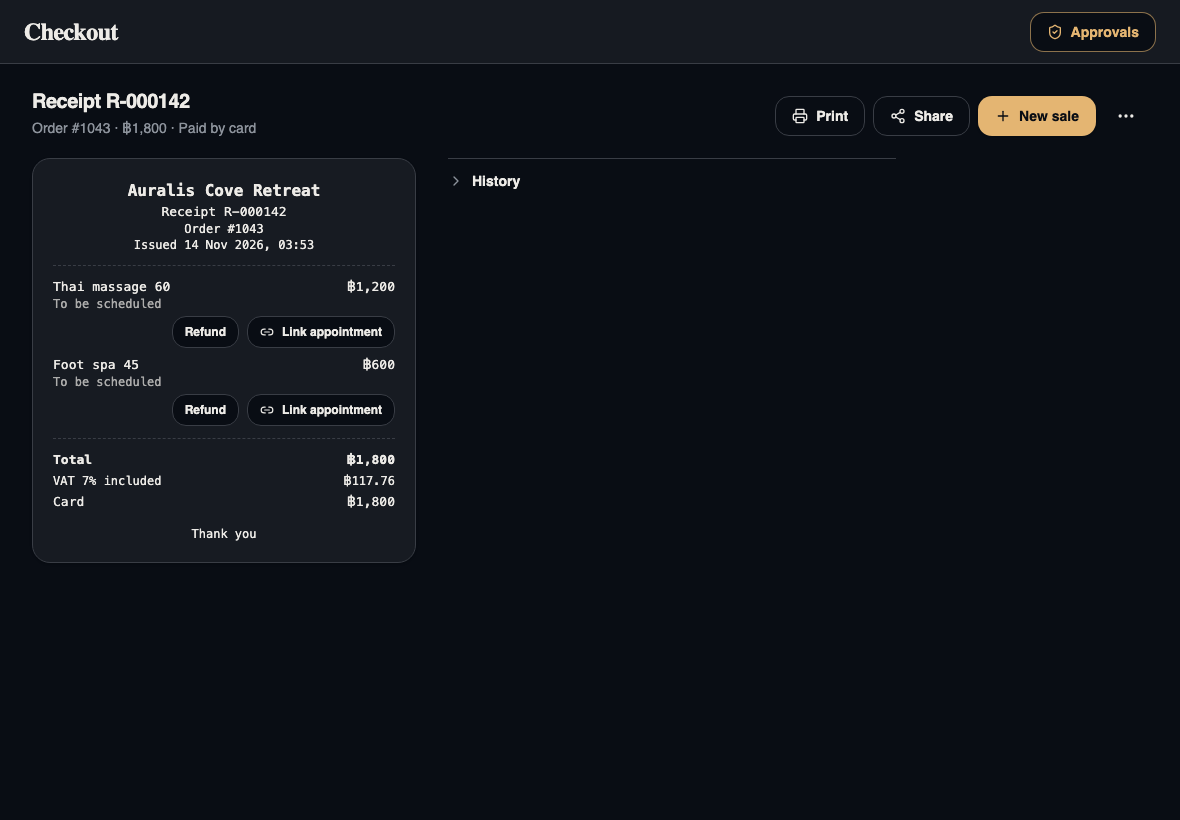 Checkout
Approvals
Receipt R-000142
Order #1043 · ฿1,800 · Paid by card
Print
Share
New sale
Auralis Cove Retreat
Receipt R-000142
Order #1043
Issued 14 Nov 2026, 03:53
Thai massage 60 ฿1,200
To be scheduled
Refund Link appointment
Foot spa 45 ฿600
To be scheduled
Refund Link appointment
Total ฿1,800
VAT 7% included ฿117.76
Card ฿1,800
Thank you
History